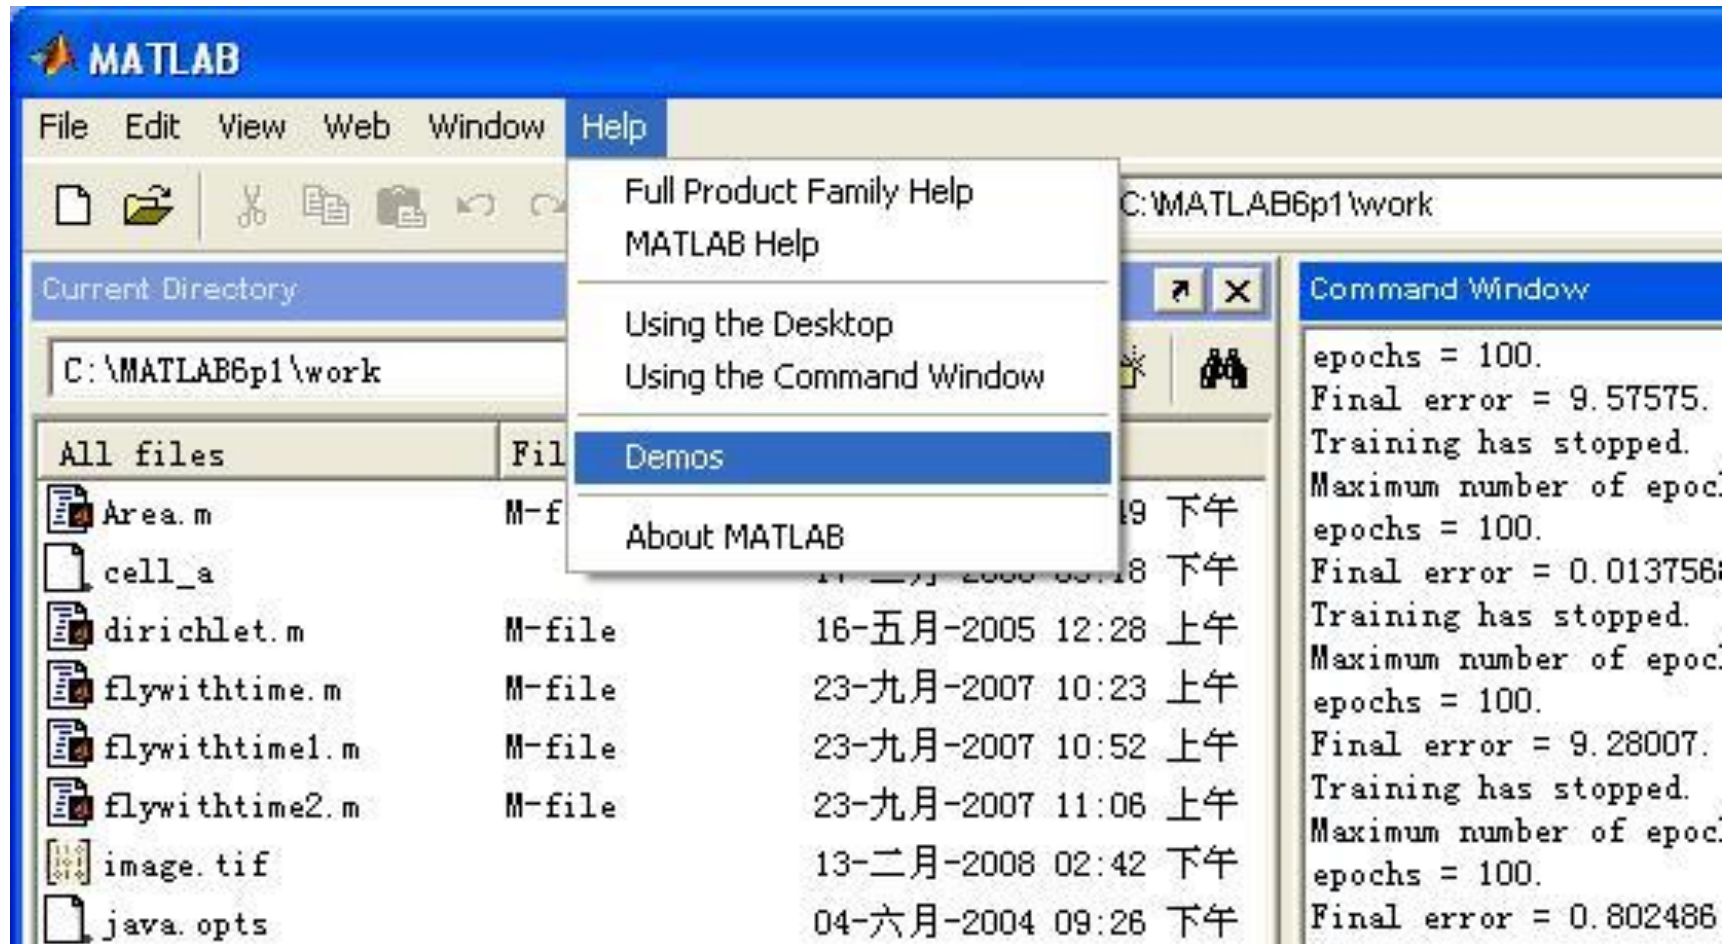 MATLAB
File Edit View Web Window Help
Full Product Family Help
MATLAB Help
Using the Desktop
Using the Command Window
Demos
About MATLAB
C:\MATLAB6p1\work
Current Directory
C:\MATLAB6p1\work
All files Fil
Area.m M-f 49 下午
cell_a 18 下午
dirichlet.m M-file 16-五月-2005 12:28 上午
flywithtime.m M-file 23-九月-2007 10:23 上午
flywithtime1.m M-file 23-九月-2007 10:52 上午
flywithtime2.m M-file 23-九月-2007 11:06 上午
image.tif 13-二月-2008 02:42 下午
java.opts 04-六月-2004 09:26 下午
Command Window
epochs = 100.
Final error = 9.57575.
Training has stopped.
Maximum number of epoc
epochs = 100.
Final error = 0.013756
Training has stopped.
Maximum number of epoc
epochs = 100.
Final error = 9.28007.
Training has stopped.
Maximum number of epoc
epochs = 100.
Final error = 0.802486